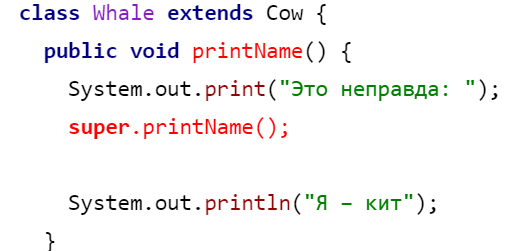 class Whale extends Cow {
public void printName() {
System.out.print("Это неправда: ");
super.printName();
System.out.println("Я – кит");
}